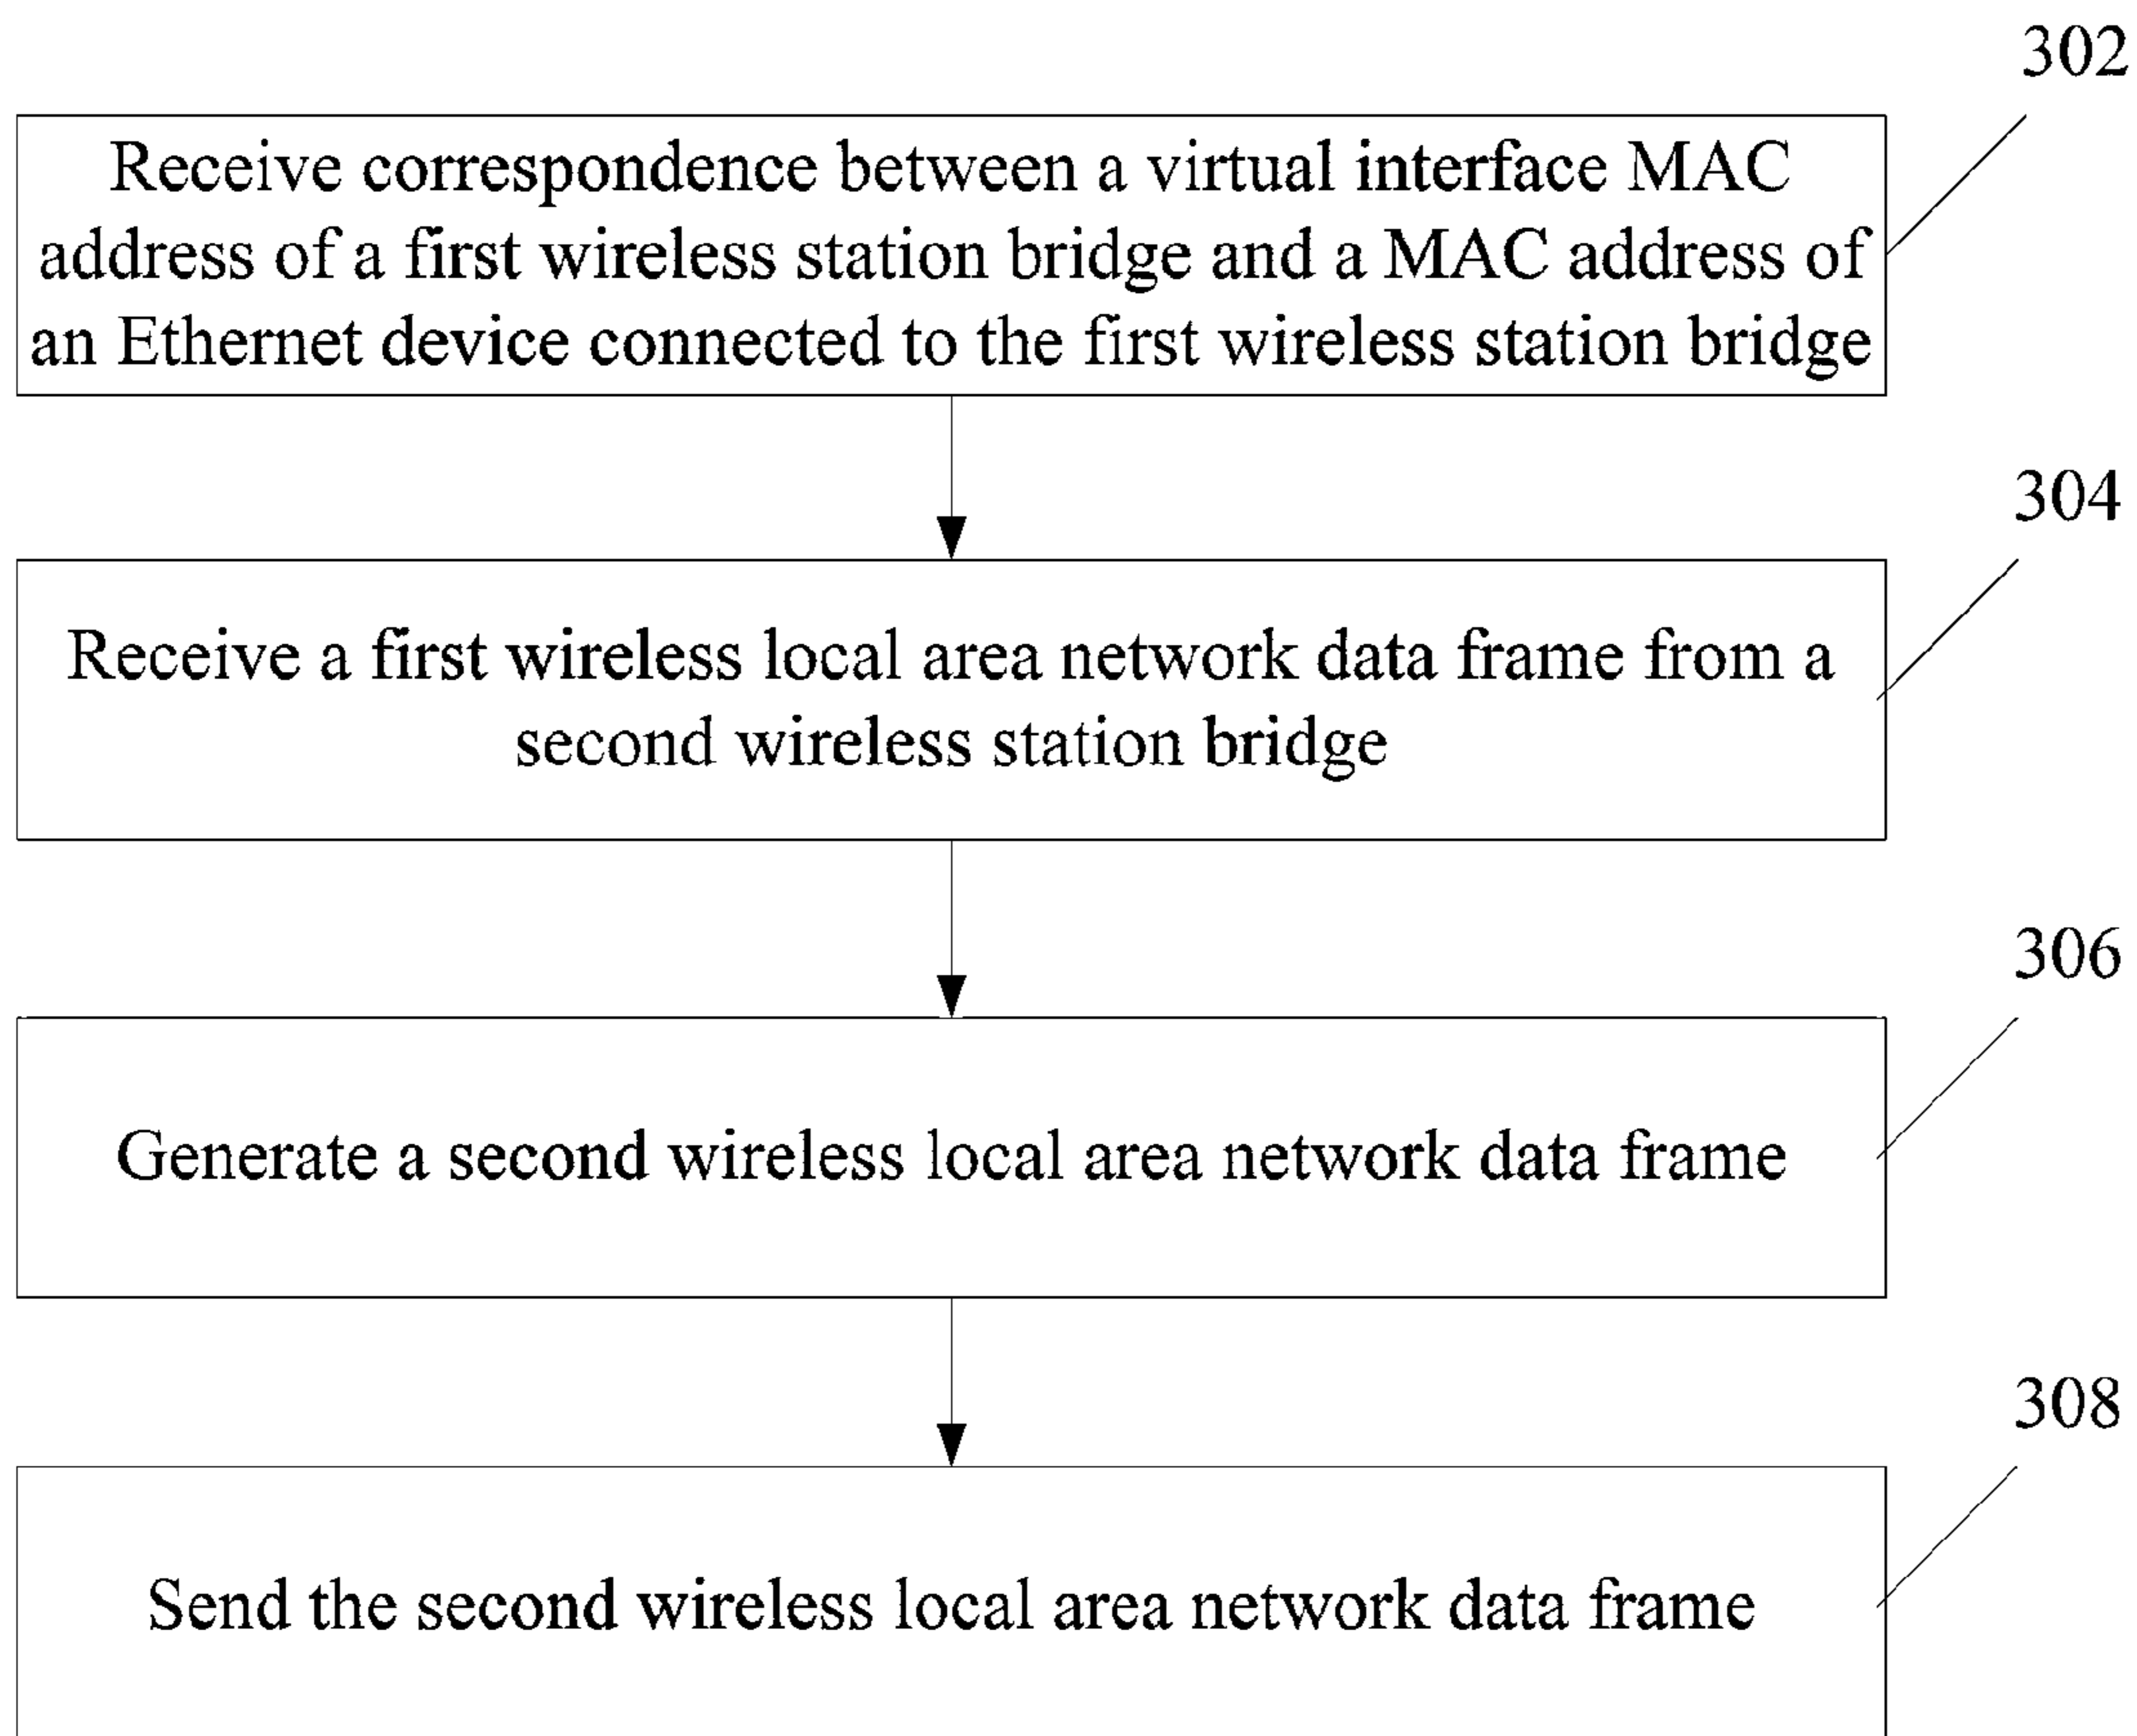 302
Receive correspondence between a virtual interface MAC
address of a first wireless station bridge and a MAC address of
an Ethernet device connected to the first wireless station bridge
304
Receive a first wireless local area network data frame from a
second wireless station bridge
306
Generate a second wireless local area network data frame
308
Send the second wireless local area network data frame